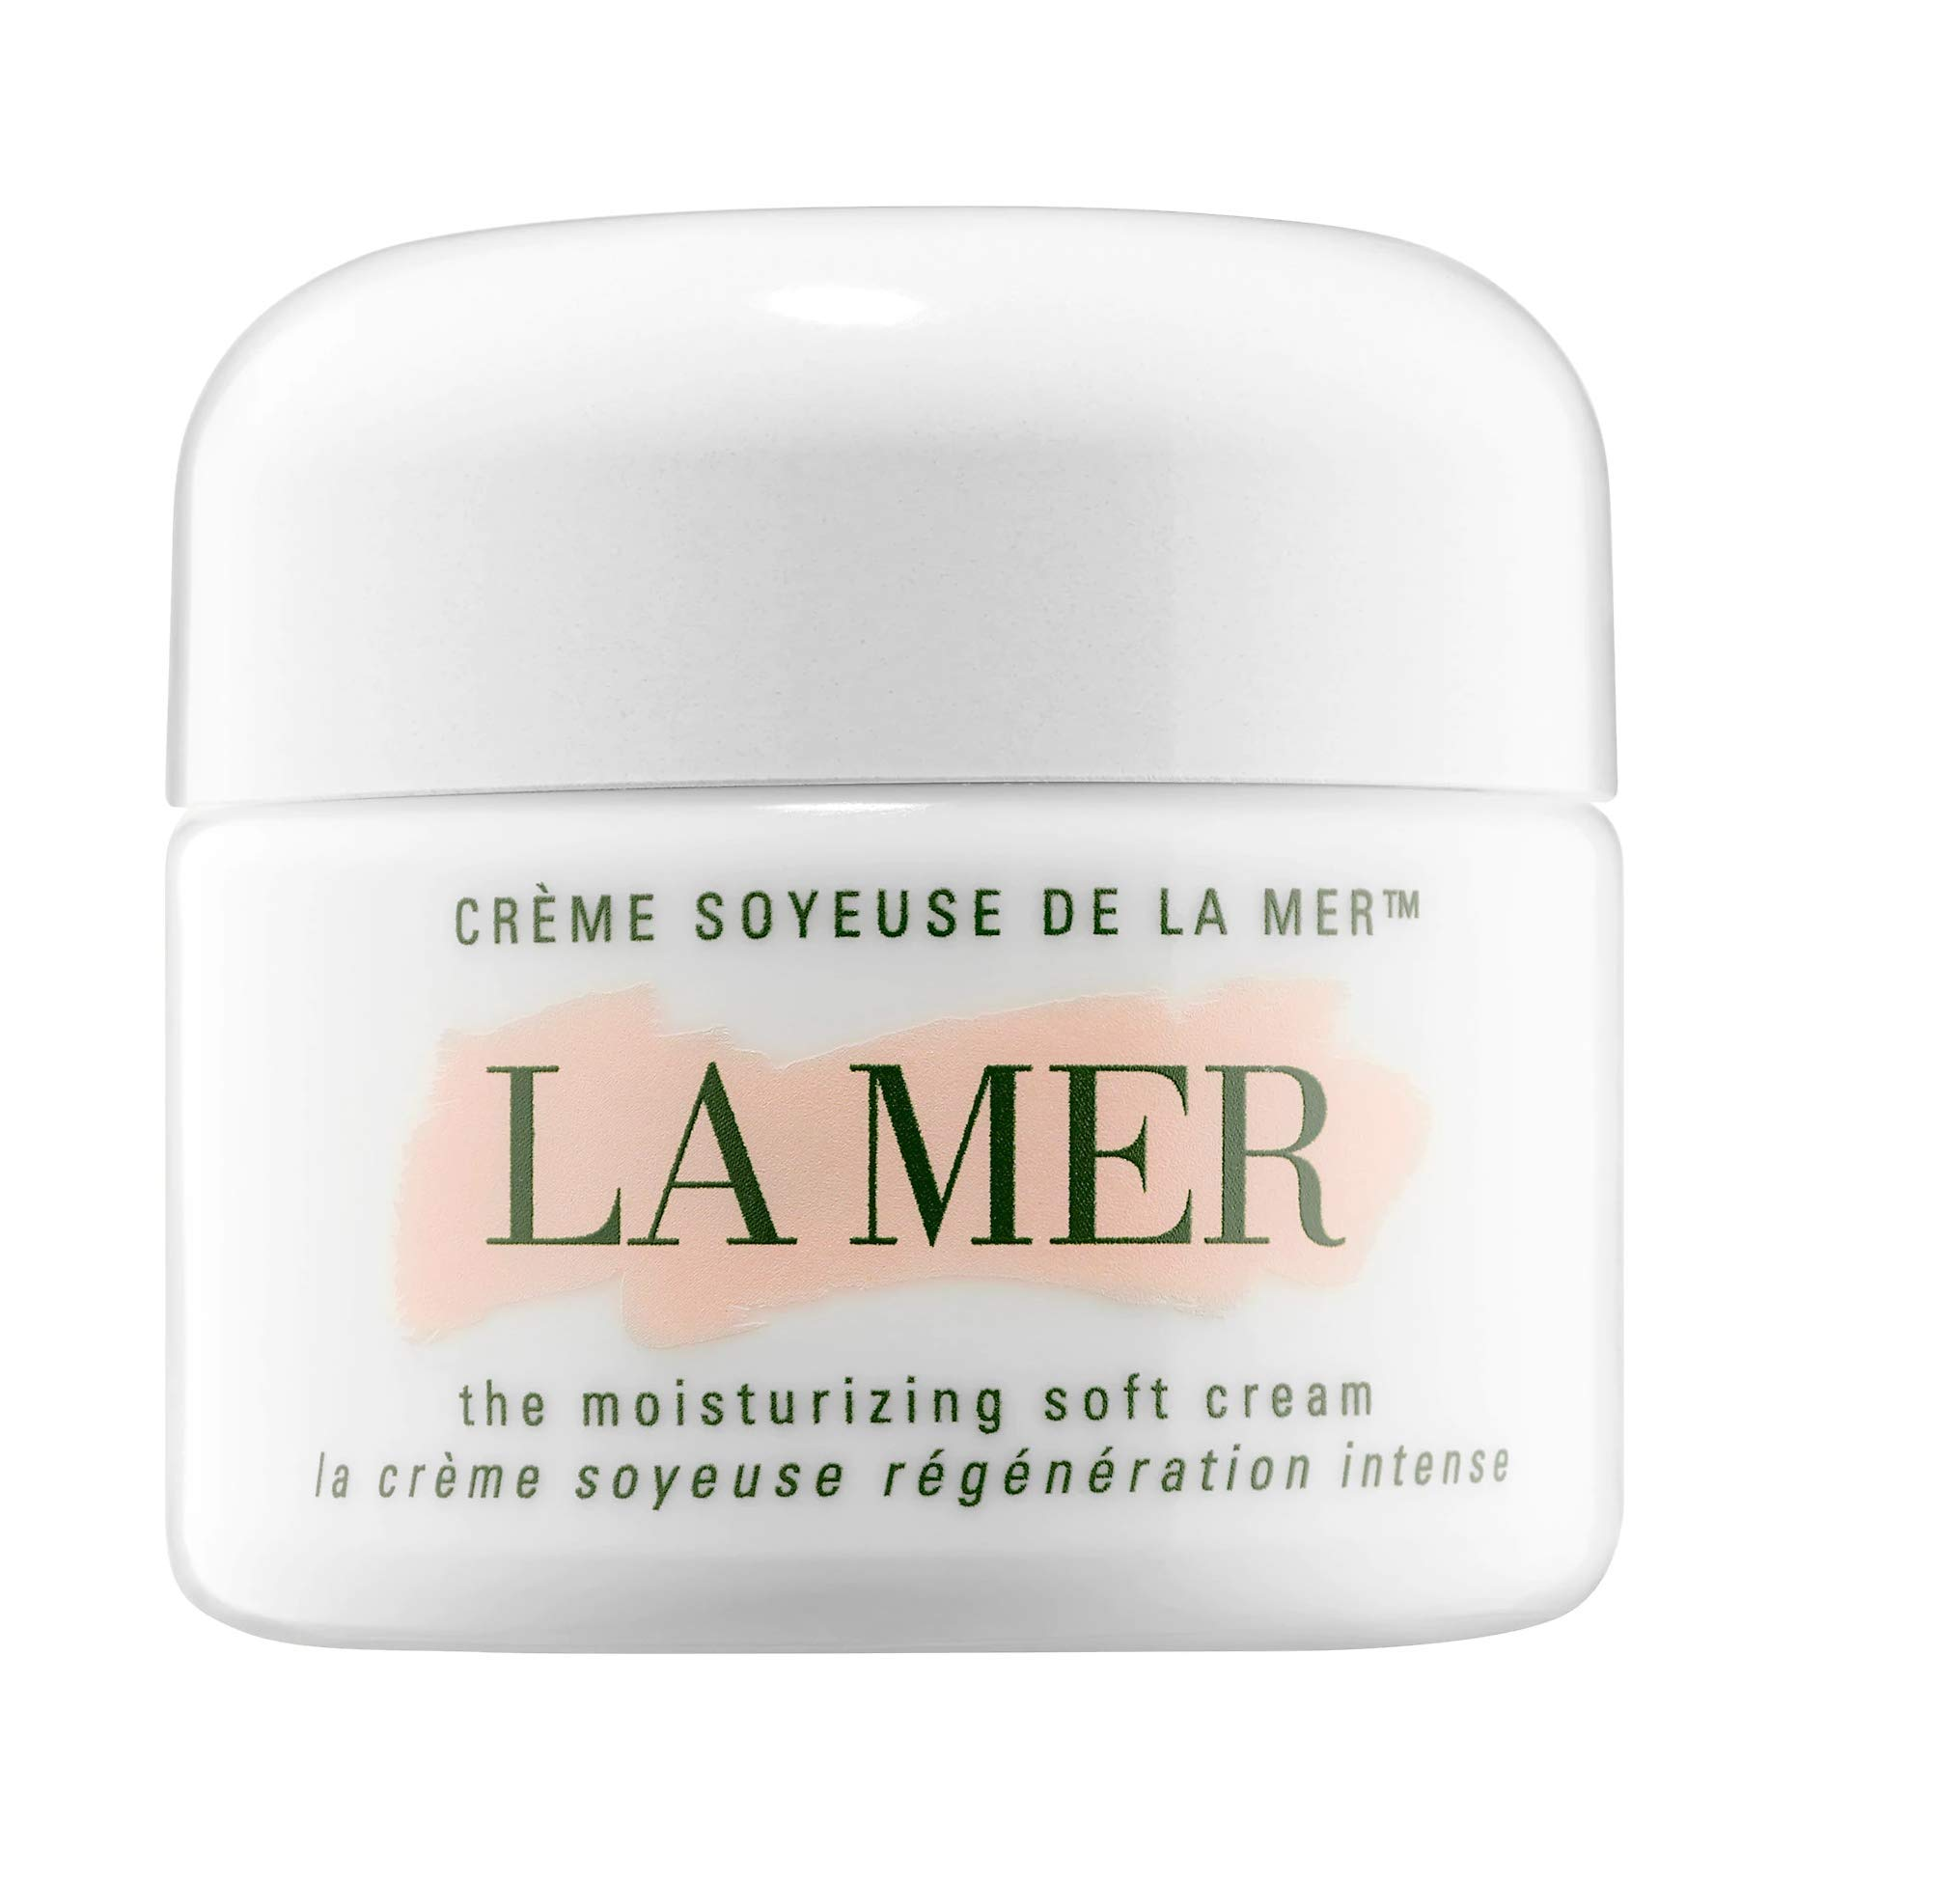 CRÈME SOYEUSE DE LA MER™
LA MER
the moisturizing soft cream
la crème soyeuse régénération intense